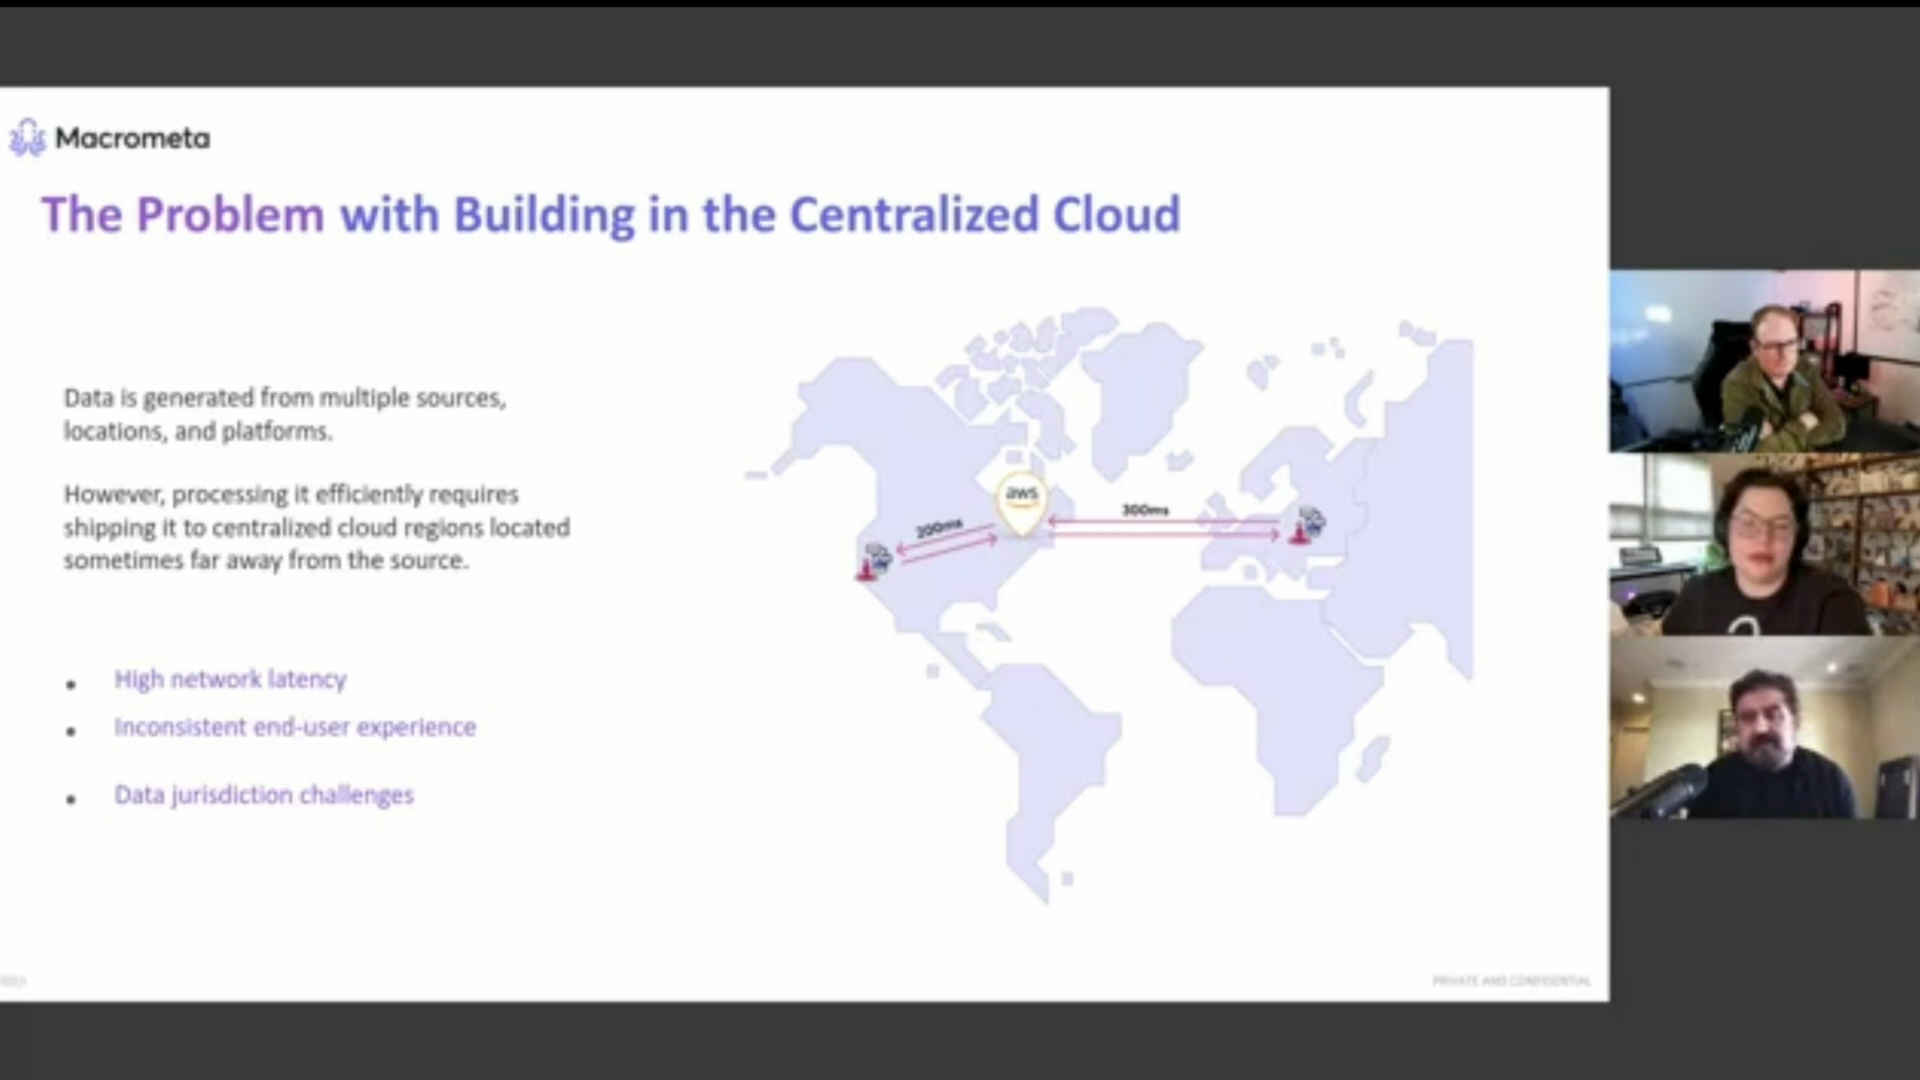 Macrometa
The Problem with Building in the Centralized Cloud
Data is generated from multiple sources,
locations, and platforms.
However, processing it efficiently requires
shipping it to centralized cloud regions located
sometimes far away from the source.
• High network latency
• Inconsistent end-user experience
• Data jurisdiction challenges
aws
200ms
300ms
PRIVATE AND CONFIDENTIAL